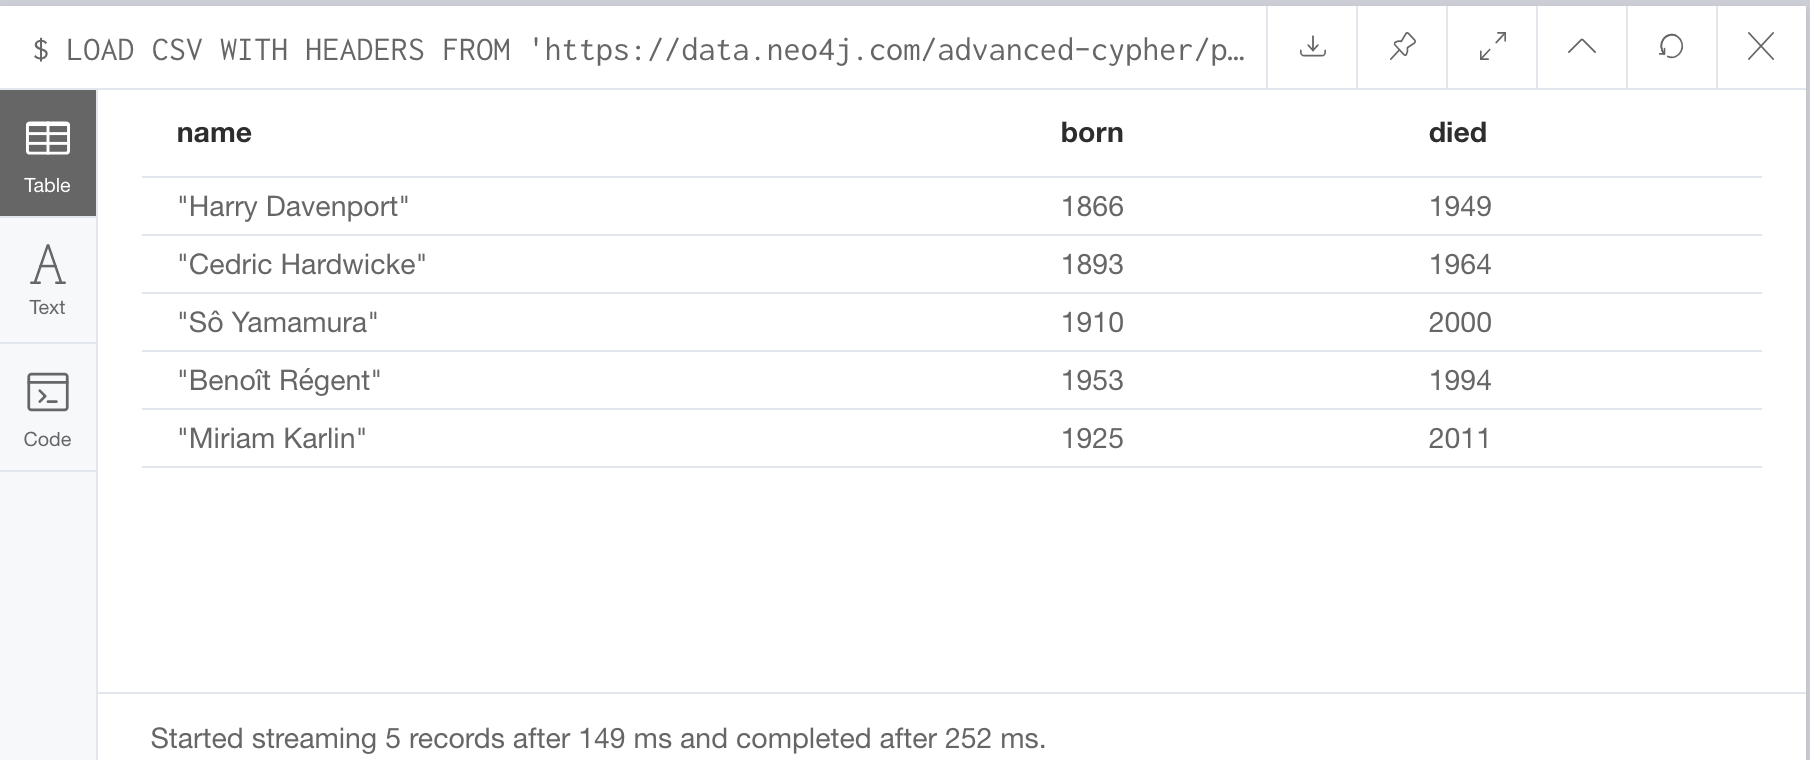 $ LOAD CSV WITH HEADERS FROM 'https://data.neo4j.com/advanced-cypher/p…
Table
Text
Code
name born died
"Harry Davenport" 1866 1949
"Cedric Hardwicke" 1893 1964
"Sô Yamamura" 1910 2000
"Benoît Régent" 1953 1994
"Miriam Karlin" 1925 2011
Started streaming 5 records after 149 ms and completed after 252 ms.